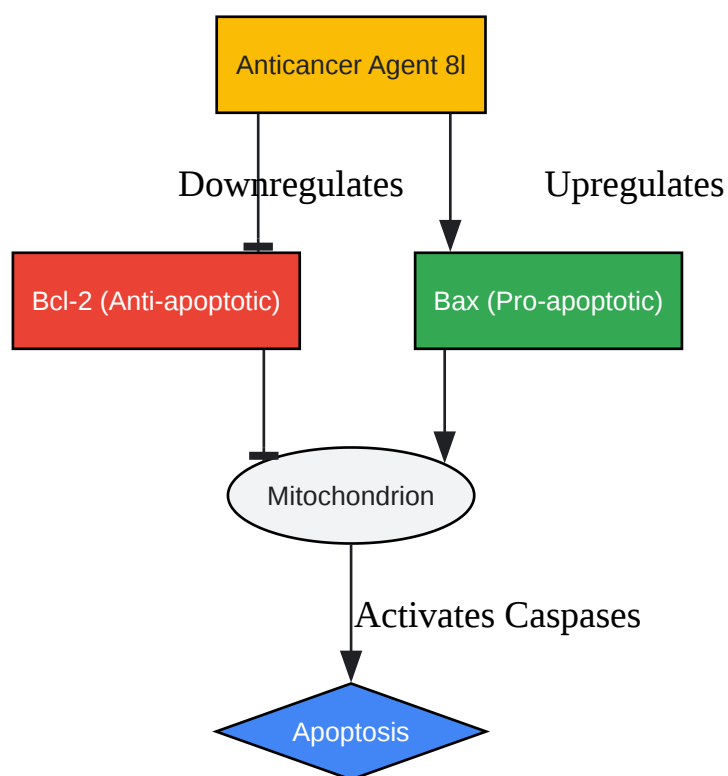 Anticancer Agent 8l
Downregulates
Upregulates
Bcl-2 (Anti-apoptotic)
Bax (Pro-apoptotic)
Mitochondrion
Activates Caspases
Apoptosis